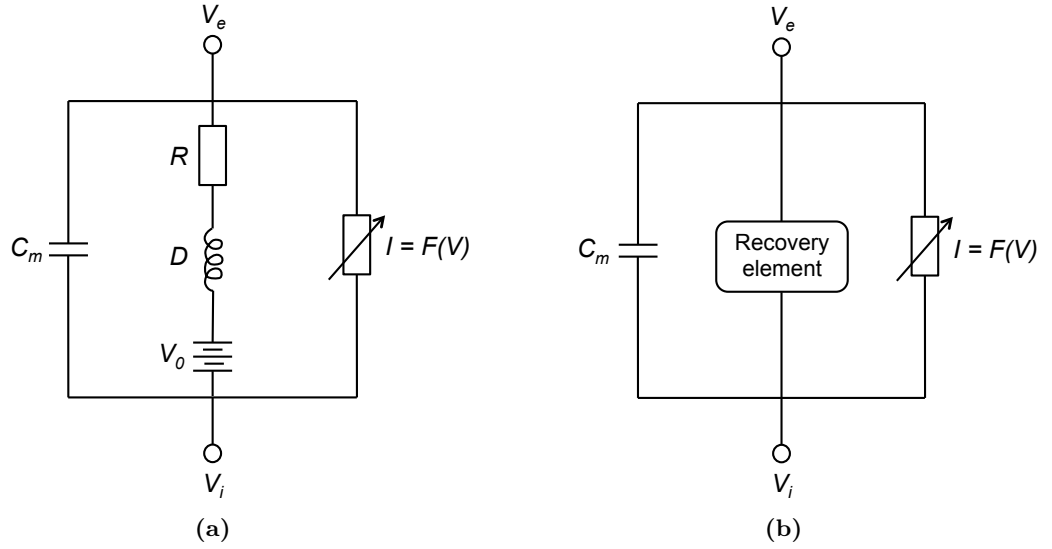 V_e
R
C_m
D
I = F(V)
V_0
V_i
(a)
V_e
C_m
Recovery
element
I = F(V)
V_i
(b)